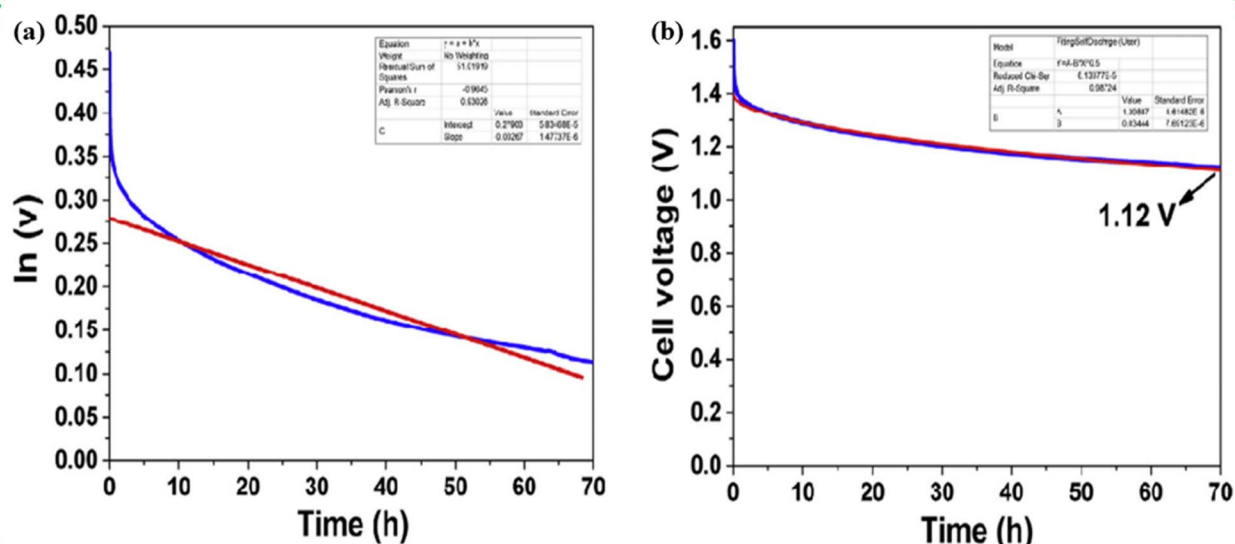 (a)
0.50
0.45
0.40
0.35
0.30
0.25
0.20
0.15
0.10
0.05
0.00
ln (v)
0 10 20 30 40 50 60 70
Time (h)
Equation y = a + b*x
Weight No Weighting
Residual Sum of Squares
Pearson's r
Adj. R-Square
Value Standard Error
C Intercept
Slope
(b)
1.6
1.4
1.2
1.0
0.8
0.6
0.4
0.2
0.0
Cell voltage (V)
0 10 20 30 40 50 60 70
Time (h)
Model
Equation
Adj. R-Square
Value Standard Error
B
1.12 V